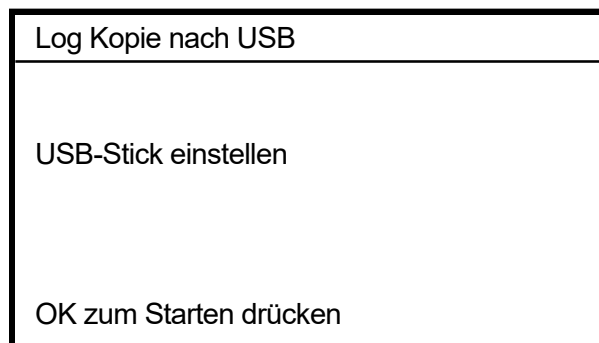 Log Kopie nach USB
USB-Stick einstellen
OK zum Starten drücken